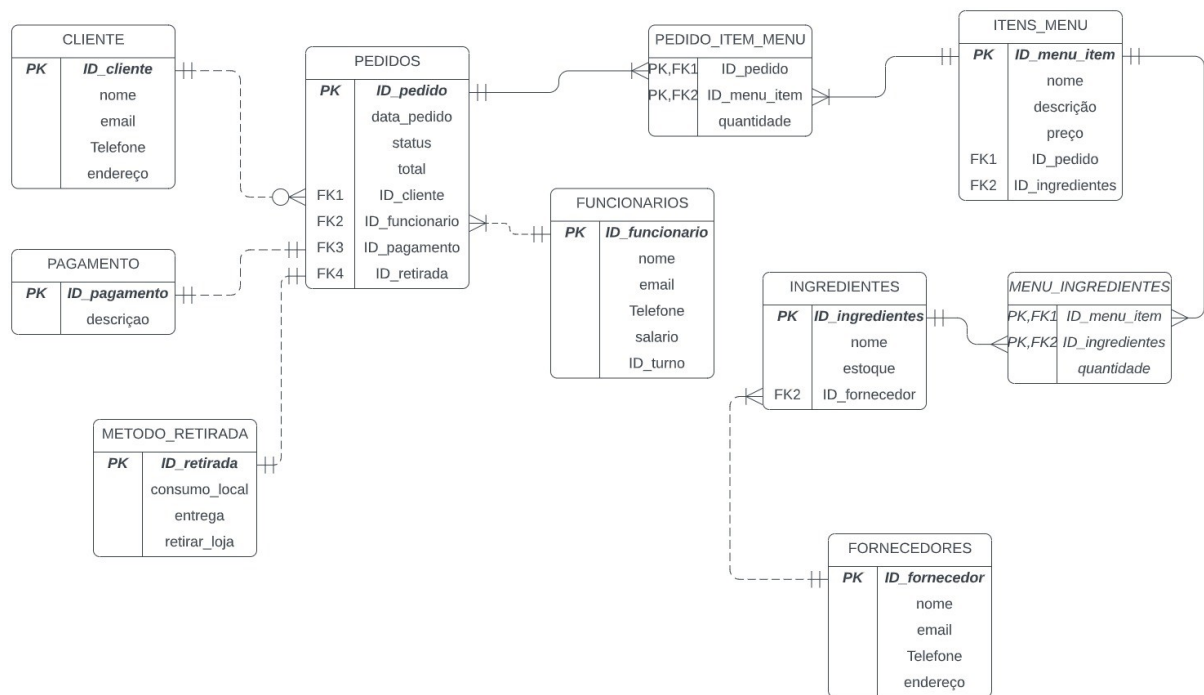 CLIENTE
PK ID_cliente
nome
email
Telefone
endereço
PAGAMENTO
PK ID_pagamento
descriçao
METODO_RETIRADA
PK ID_retirada
consumo_local
entrega
retirar_loja
PEDIDOS
PK ID_pedido
data_pedido
status
total
FK1 ID_cliente
FK2 ID_funcionario
FK3 ID_pagamento
FK4 ID_retirada
PEDIDO_ITEM_MENU
PK,FK1 ID_pedido
PK,FK2 ID_menu_item
quantidade
FUNCIONARIOS
PK ID_funcionario
nome
email
Telefone
salario
ID_turno
ITENS_MENU
PK ID_menu_item
nome
descrição
preço
FK1 ID_pedido
FK2 ID_ingredientes
INGREDIENTES
PK ID_ingredientes
nome
estoque
FK2 ID_fornecedor
MENU_INGREDIENTES
PK,FK1 ID_menu_item
PK,FK2 ID_ingredientes
quantidade
FORNECEDORES
PK ID_fornecedor
nome
email
Telefone
endereço